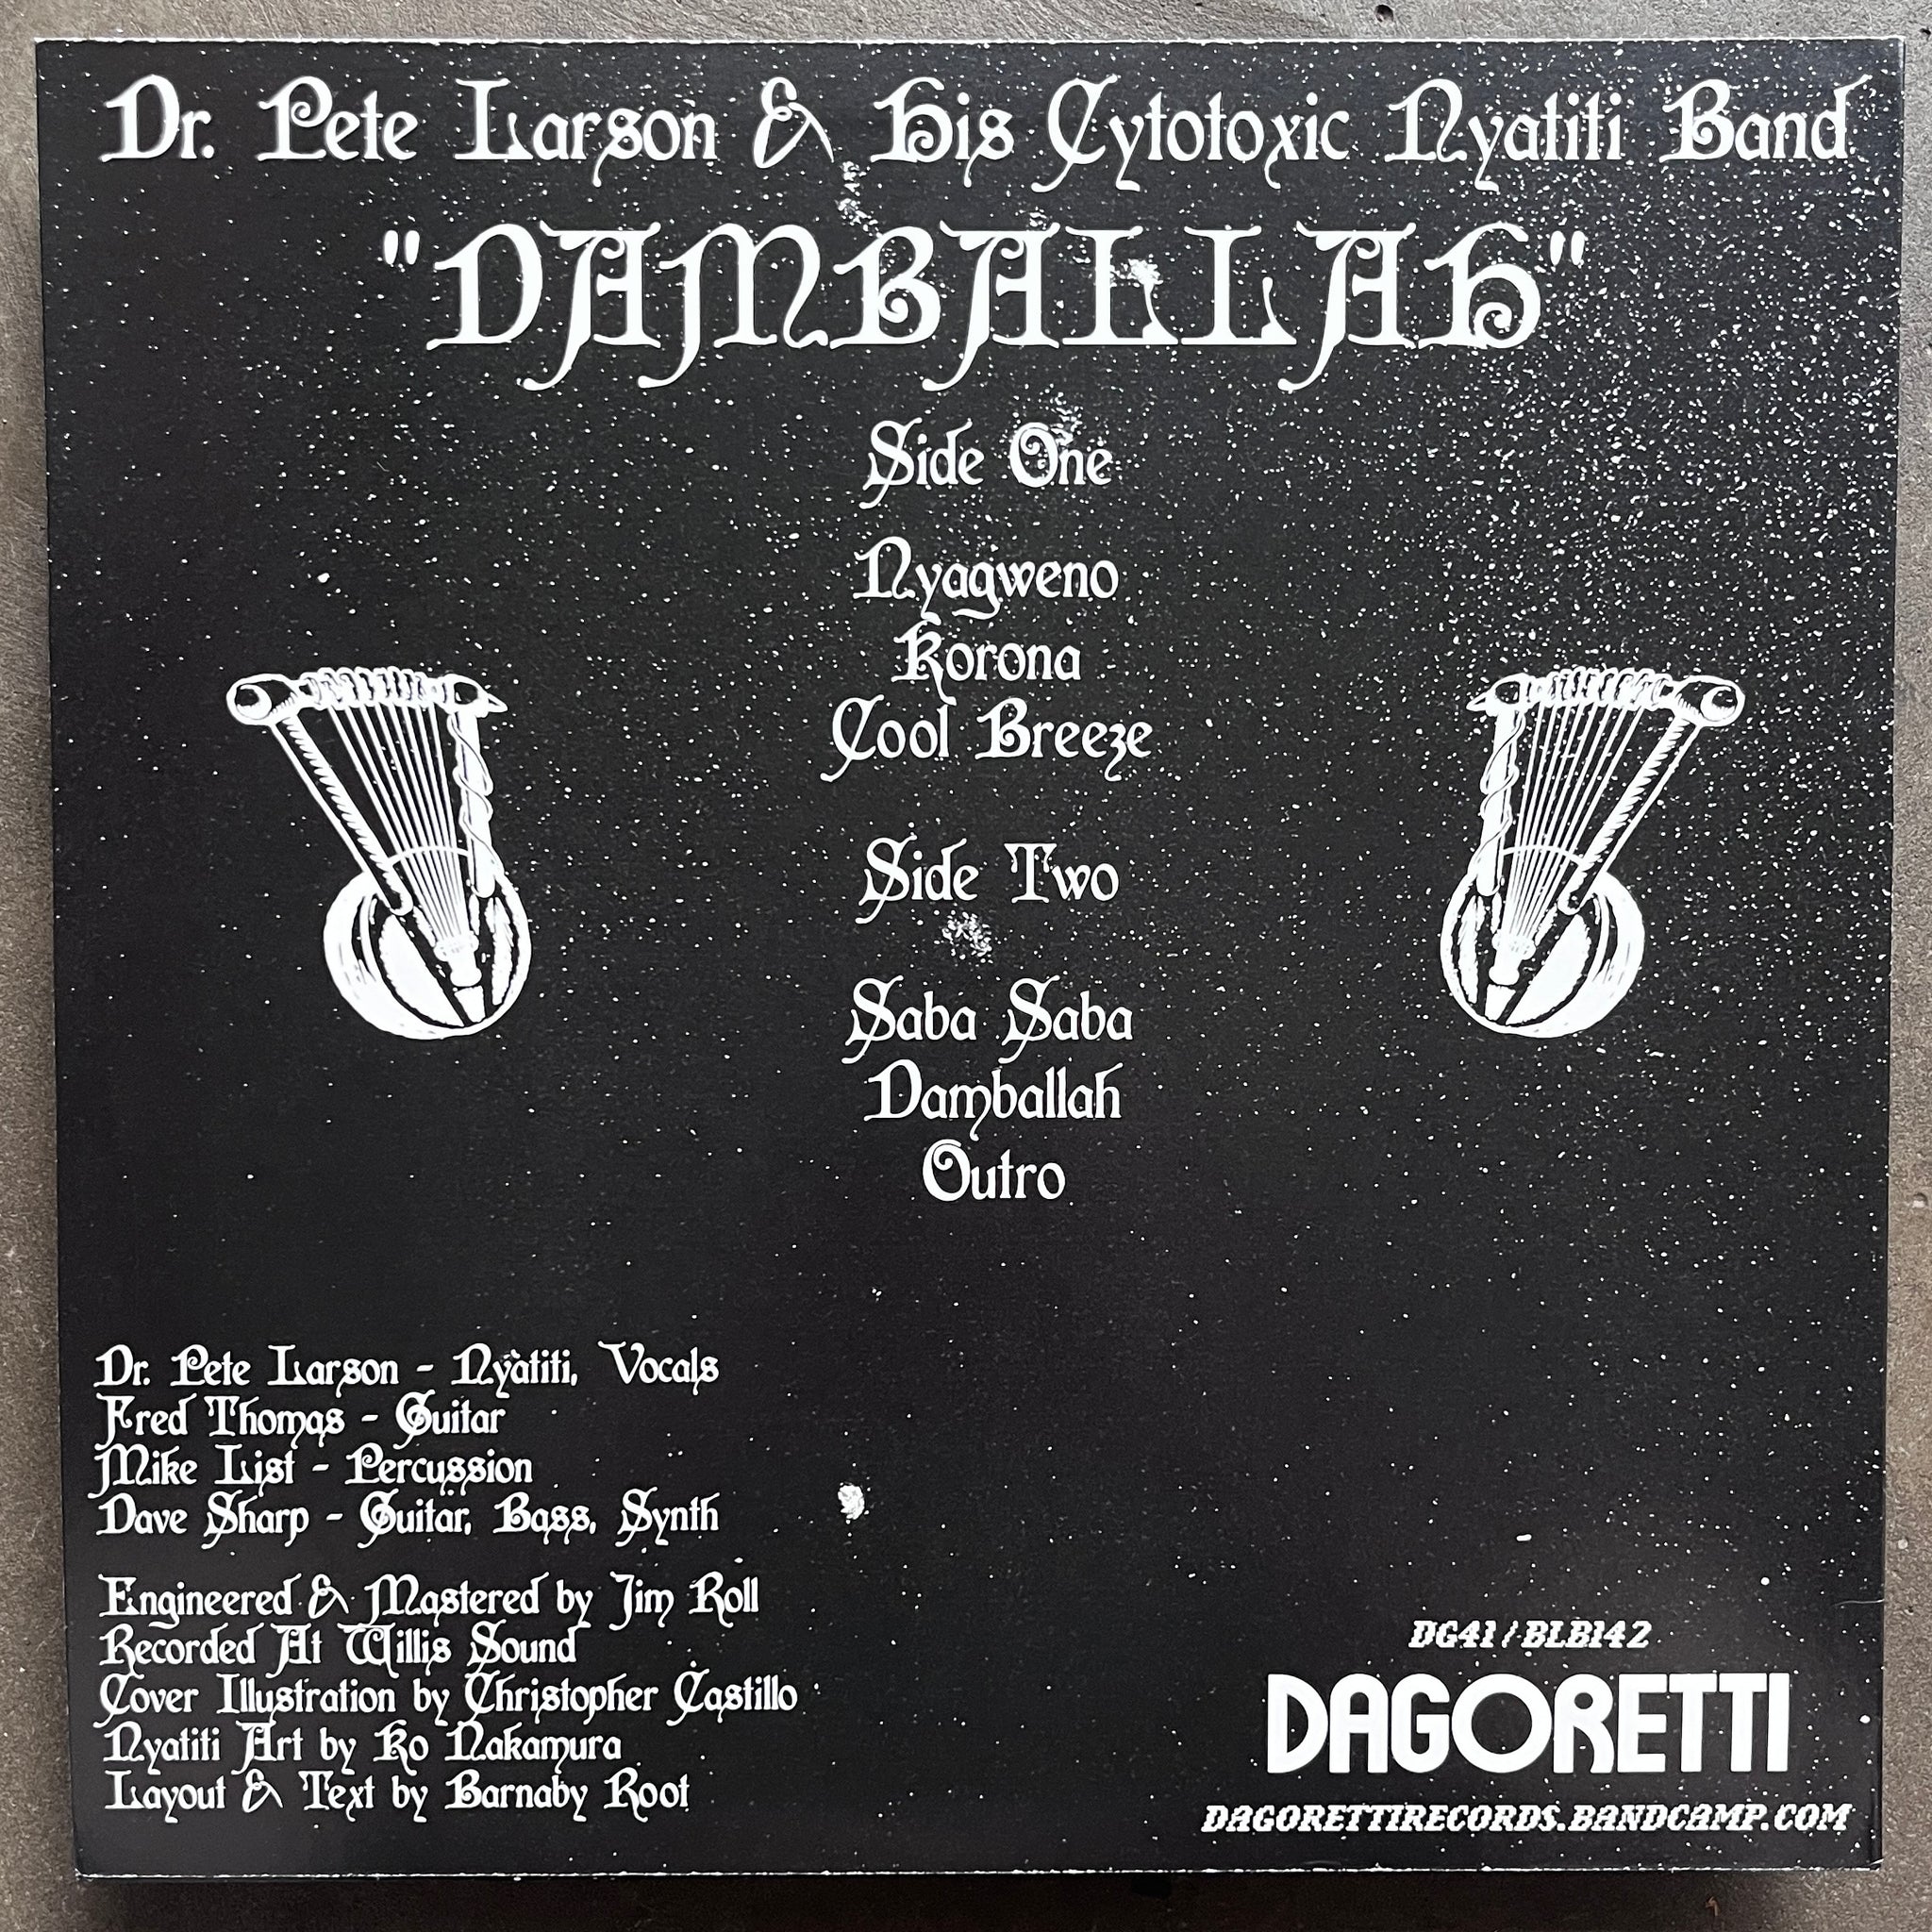 Dr. Pete Larson & His Cytotoxic Nyatiti Band
"DAMBALLAH"
Side One
Nyagweno
Korona
Cool Breeze
Side Two
Saba Saba
Damballah
Outro
Dr. Pete Larson - Nyatiti, Vocals
Fred Thomas - Guitar
Mike List - Percussion
Dave Sharp - Guitar, Bass, Synth
Engineered & Mastered by Jim Roll
Recorded At Willis Sound
Cover Illustration by Christopher Castillo
Nyatiti Art by Ko Nakamura
Layout & Text by Barnaby Root
DG41 / BLB142
DAGORETTI
DAGORETTIRECORDS.BANDCAMP.COM